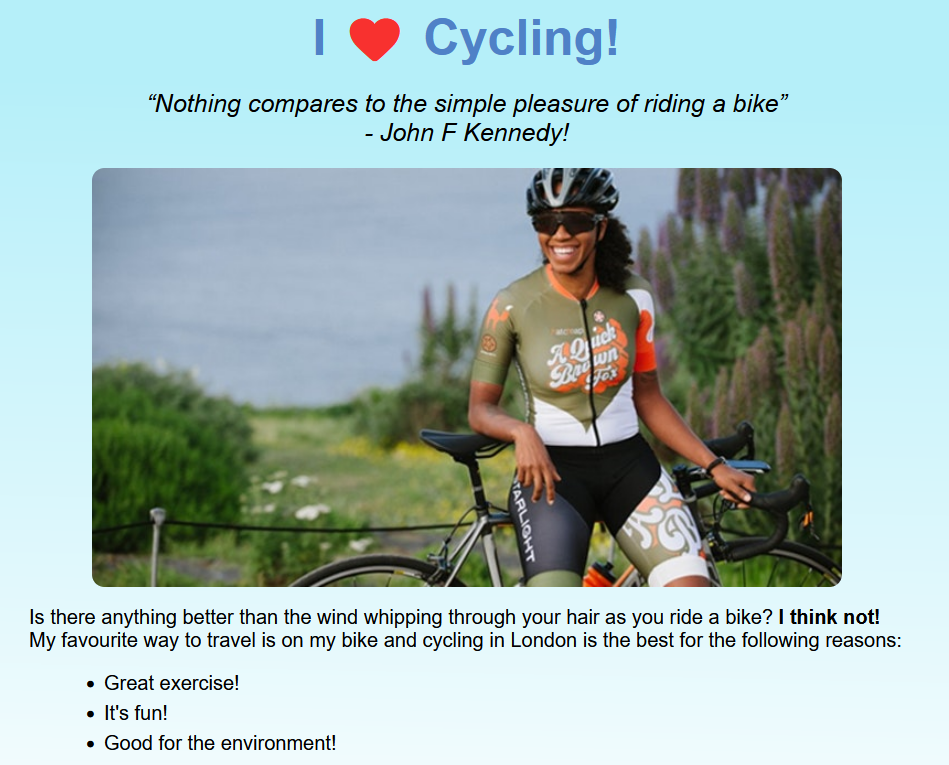 I ❤ Cycling!
“Nothing compares to the simple pleasure of riding a bike”
- John F Kennedy!
A Quick
Brown
Fox
STARLIGHT
Is there anything better than the wind whipping through your hair as you ride a bike? I think not!
My favourite way to travel is on my bike and cycling in London is the best for the following reasons:
• Great exercise!
• It's fun!
• Good for the environment!